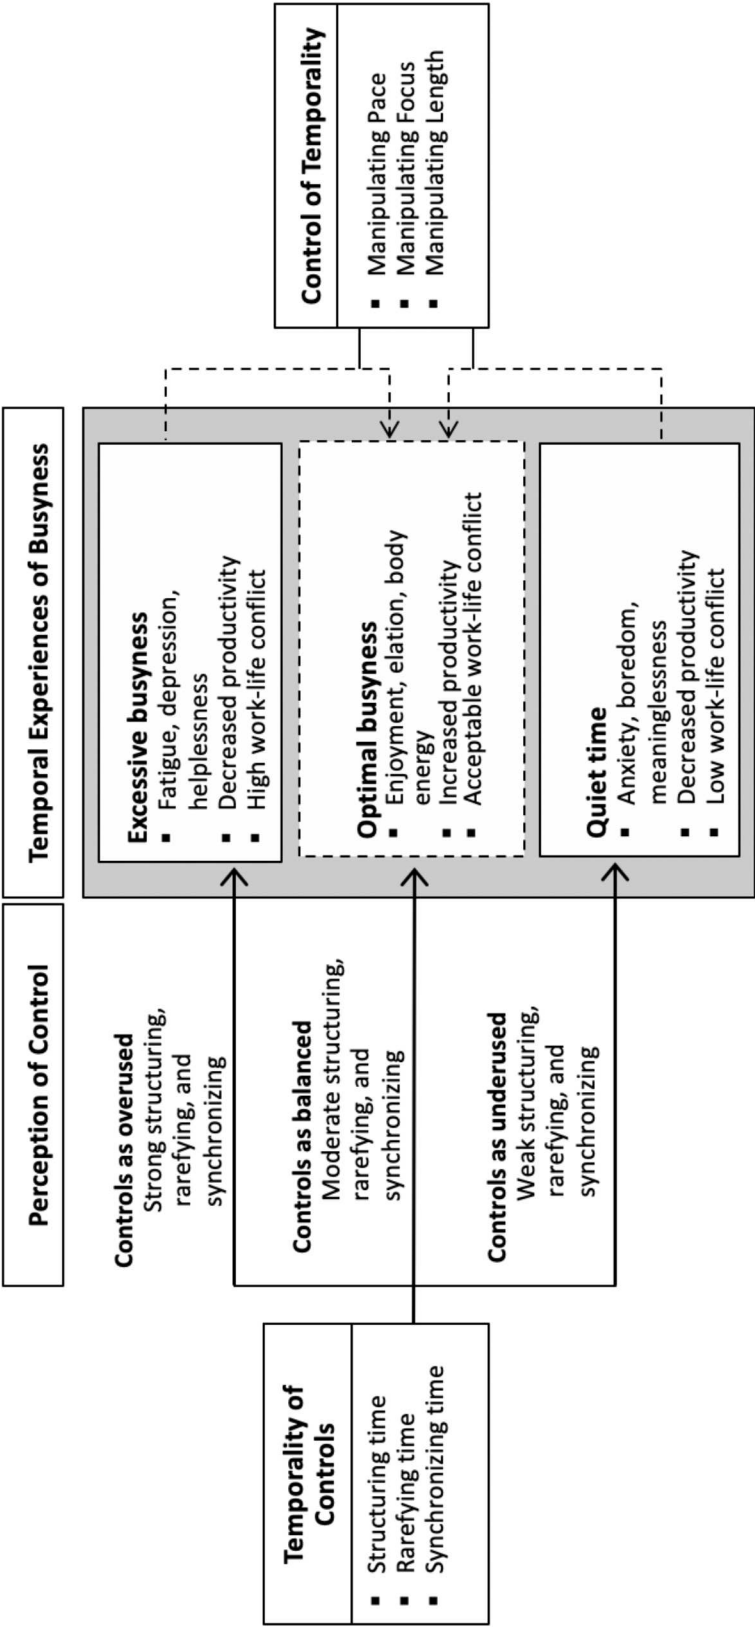 Perception of Control
Temporal Experiences of Busyness
Temporality of
Controls
▪ Structuring time
▪ Rarefying time
▪ Synchronizing time
Controls as overused
Strong structuring,
rarefying, and
synchronizing
Controls as balanced
Moderate structuring,
rarefying, and
synchronizing
Controls as underused
Weak structuring,
rarefying, and
synchronizing
Excessive busyness
▪ Fatigue, depression,
helplessness
▪ Decreased productivity
▪ High work-life conflict
Optimal busyness
▪ Enjoyment, elation, body
energy
▪ Increased productivity
▪ Acceptable work-life conflict
Quiet time
▪ Anxiety, boredom,
meaninglessness
▪ Decreased productivity
▪ Low work-life conflict
Control of Temporality
▪ Manipulating Pace
▪ Manipulating Focus
▪ Manipulating Length